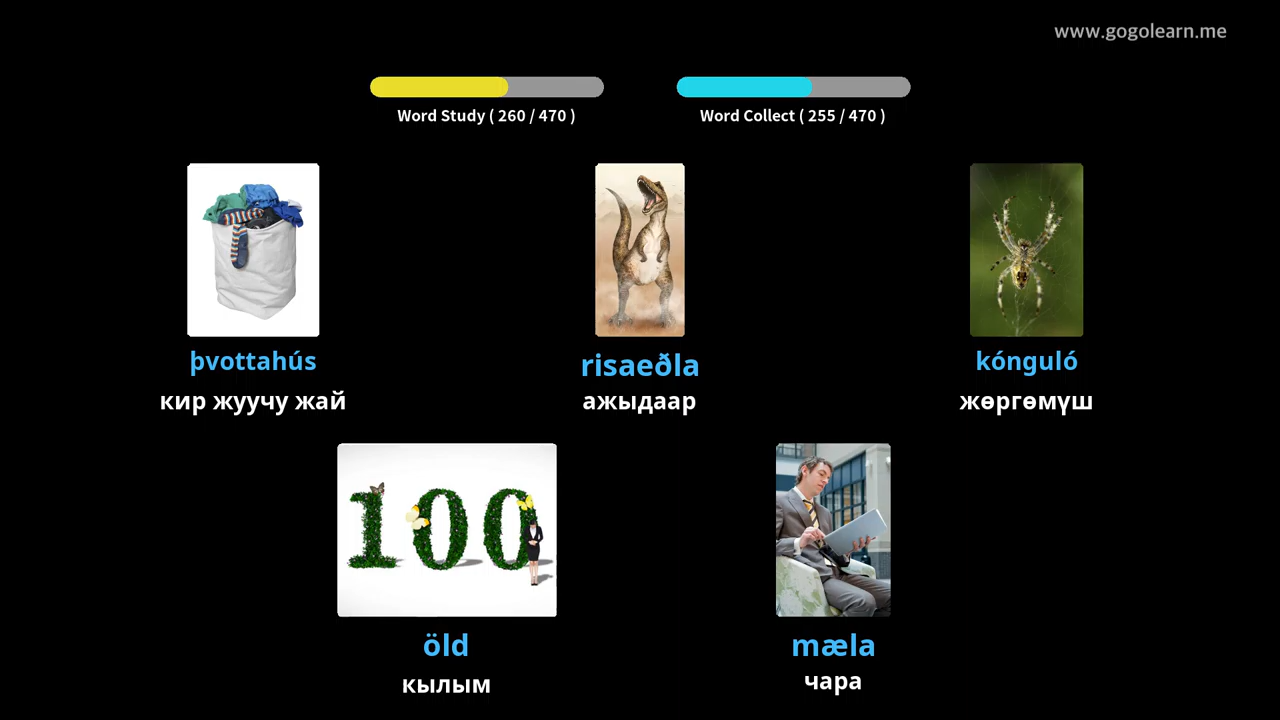 www.gogolearn.me
Word Study ( 260 / 470 )
Word Collect ( 255 / 470 )
þvottahús
кир жуучу жай
risaeðla
ажыдаар
kónguló
жөргөмүш
100
öld
кылым
mæla
чара